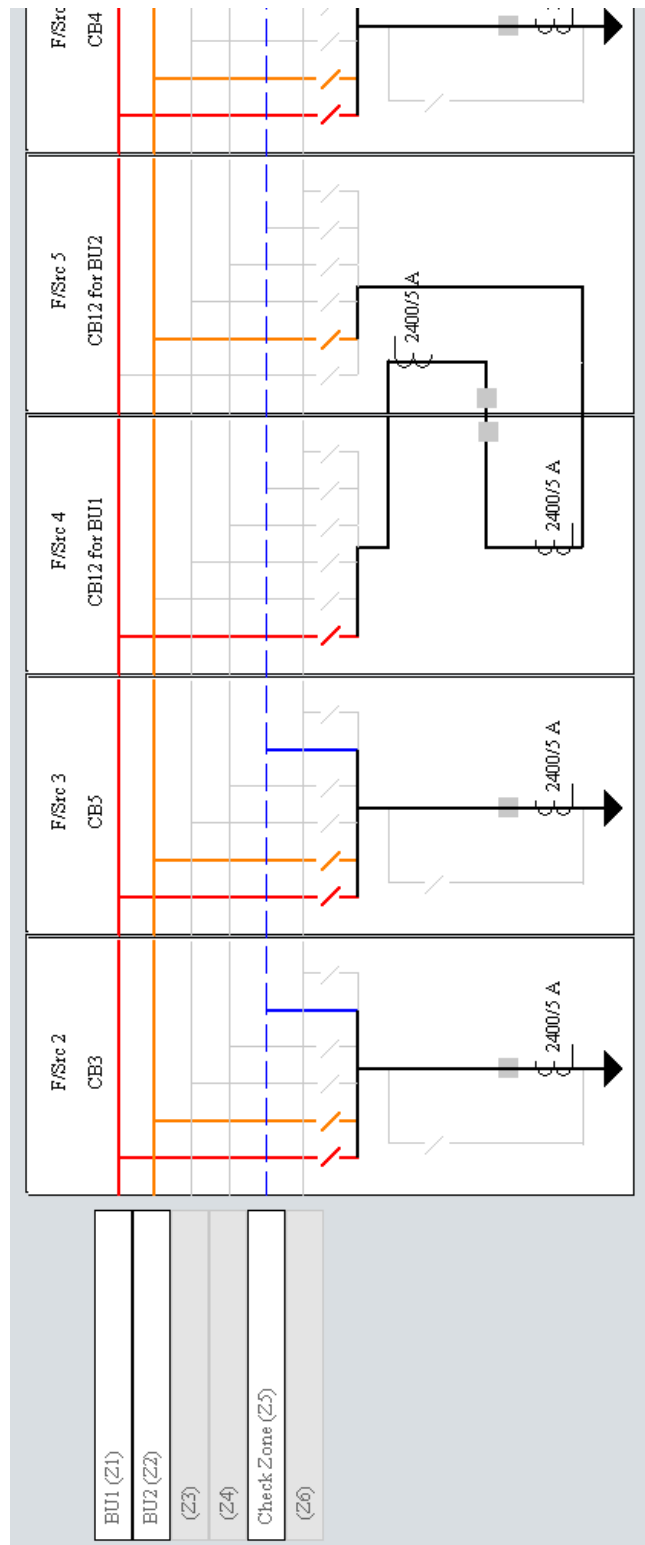 F/Src 2
CB3
F/Src 3
CB5
F/Src 4
CB12 for BU1
F/Src 5
CB12 for BU2
F/Src
CB4
BU1 (Z1)
BU2 (Z2)
(Z3)
(Z4)
Check Zone (Z5)
(Z6)
2400/5 A
2400/5 A
2400/5 A
2400/5 A